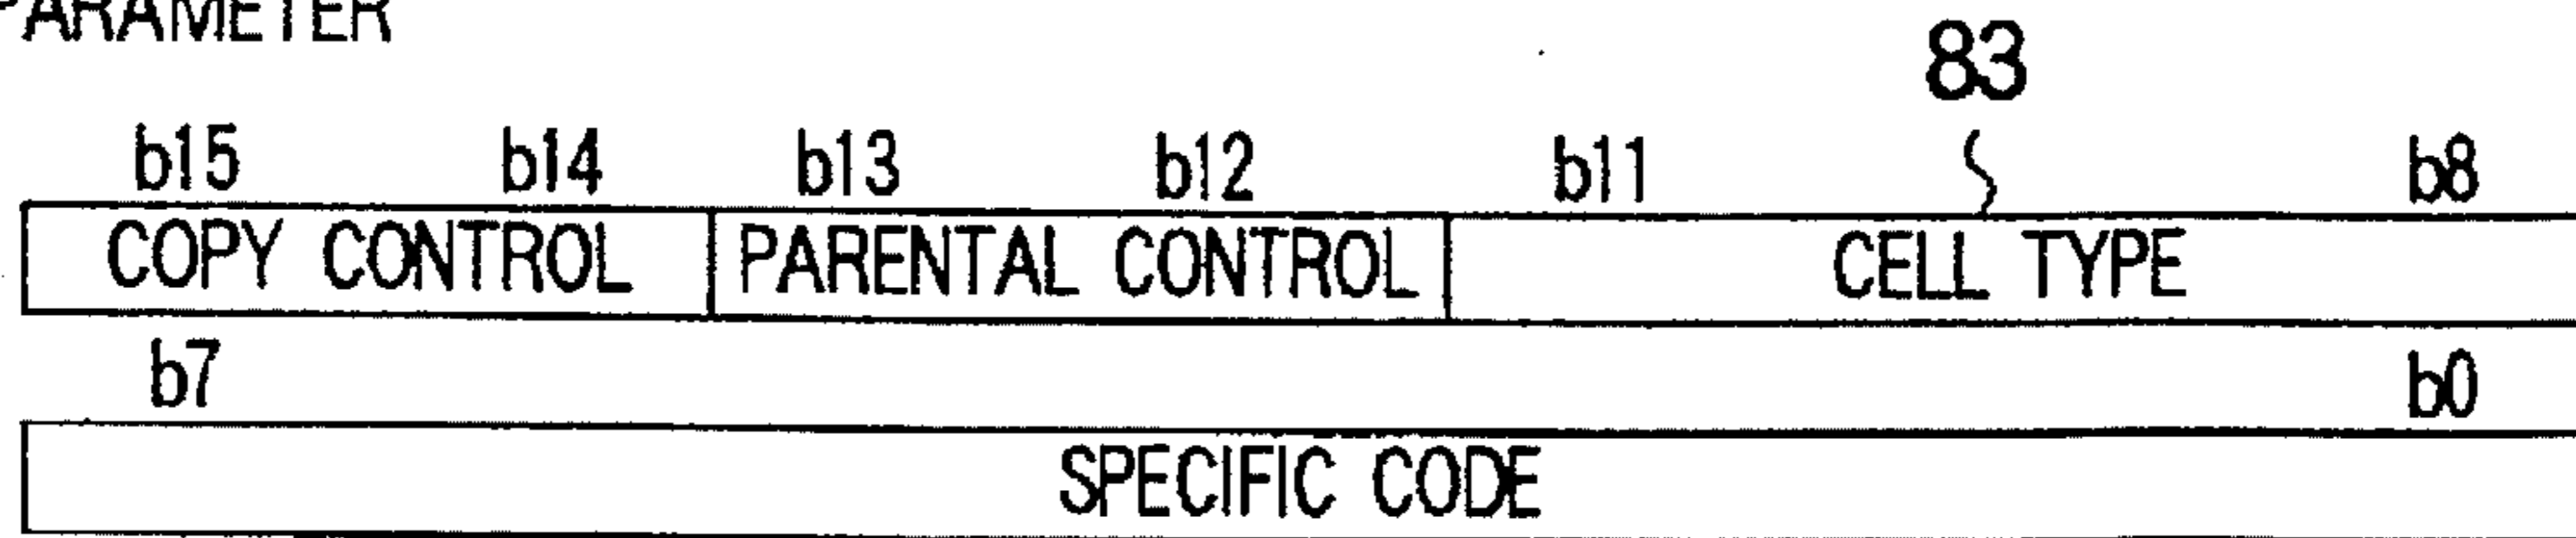 PARAMETER
83
b15 b14 b13 b12 b11 b8
COPY CONTROL PARENTAL CONTROL CELL TYPE
b7 b0
SPECIFIC CODE